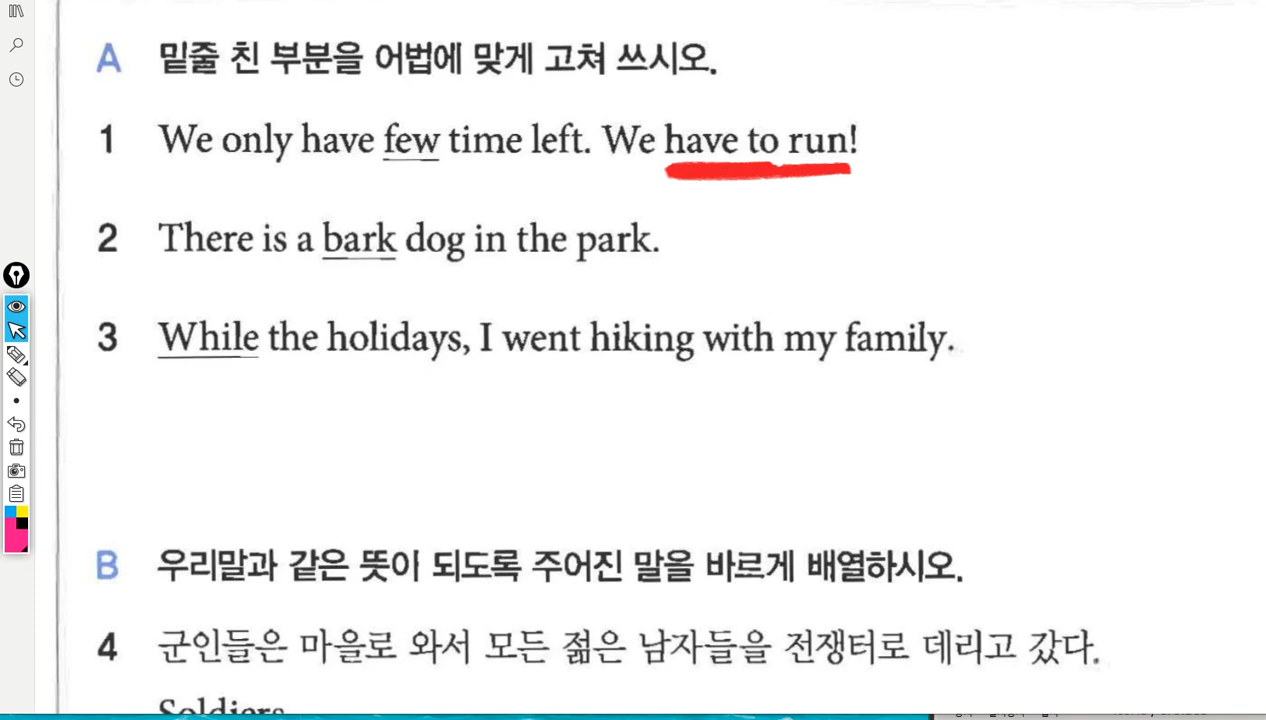 A 밑줄 친 부분을 어법에 맞게 고쳐 쓰시오.
1 We only have few time left. We have to run!
2 There is a bark dog in the park.
3 While the holidays, I went hiking with my family.
B 우리말과 같은 뜻이 되도록 주어진 말을 바르게 배열하시오.
4 군인들은 마을로 와서 모든 젊은 남자들을 전쟁터로 데리고 갔다.
Soldiers